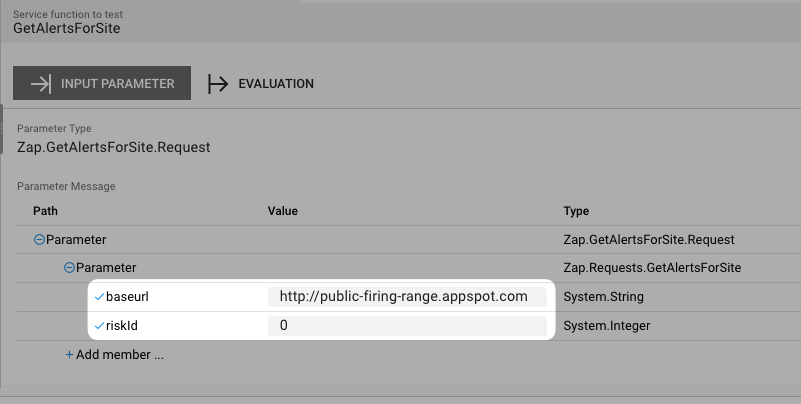 Service function to test
GetAlertsForSite
INPUT PARAMETER EVALUATION
Parameter Type
Zap.GetAlertsForSite.Request
Parameter Message
Path Value Type
Parameter Zap.GetAlertsForSite.Request
Parameter Zap.Requests.GetAlertsForSite
baseurl http://public-firing-range.appspot.com System.String
riskId 0 System.Integer
+ Add member ...